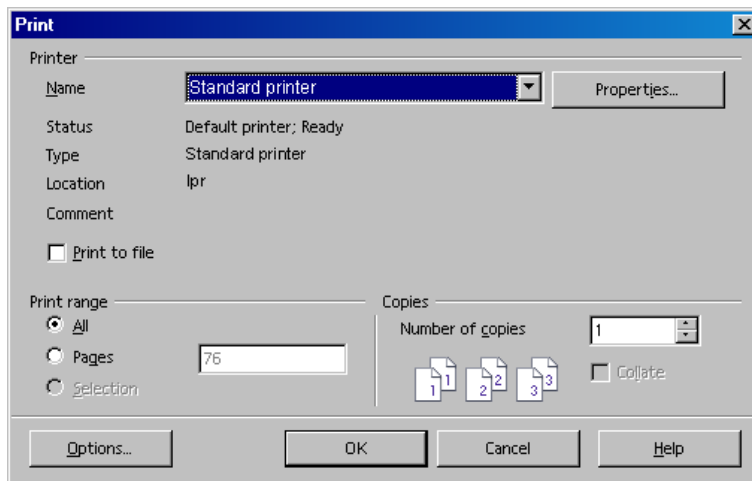 Print
Printer
Name Standard printer Properties...
Status Default printer; Ready
Type Standard printer
Location lpr
Comment
Print to file
Print range Copies
All Number of copies 1
Pages 76
1 1 2 2 3 3 Collate
Selection
Options... OK Cancel Help